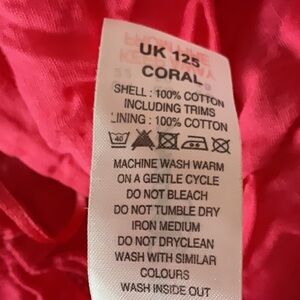 UK 125
CORAL
SHELL : 100% COTTON
INCLUDING TRIMS
LINING : 100% COTTON
40
MACHINE WASH WARM
ON A GENTLE CYCLE
DO NOT BLEACH
DO NOT TUMBLE DRY
IRON MEDIUM
DO NOT DRYCLEAN
WASH WITH SIMILAR
COLOURS
WASH INSIDE OUT